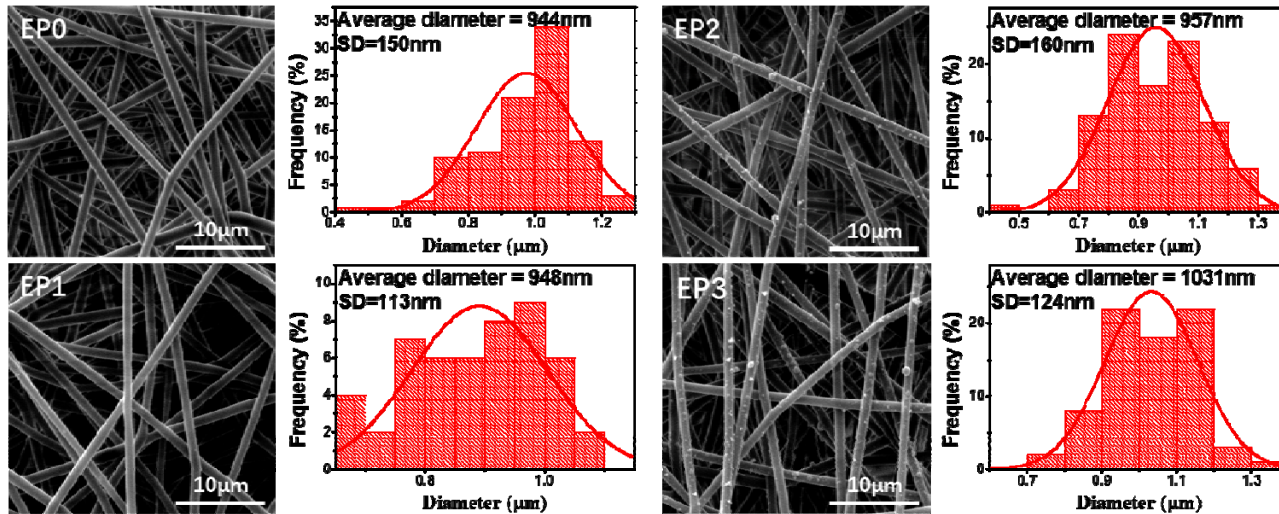 EP0
10μm
Average diameter = 944nm
SD=150nm
Frequency (%)
35
30
25
20
15
10
5
0
0.4
0.6
0.8
1.0
1.2
Diameter (μm)
EP2
10μm
Average diameter = 957nm
SD=160nm
Frequency (%)
20
10
0
0.5
0.7
0.9
1.1
1.3
Diameter (μm)
EP1
10μm
Average diameter = 948nm
SD=113nm
Frequency (%)
10
8
6
4
2
0
0.8
1.0
Diameter (μm)
EP3
10μm
Average diameter = 1031nm
SD=124nm
Frequency (%)
20
10
0
0.7
0.9
1.1
1.3
Diameter (μm)